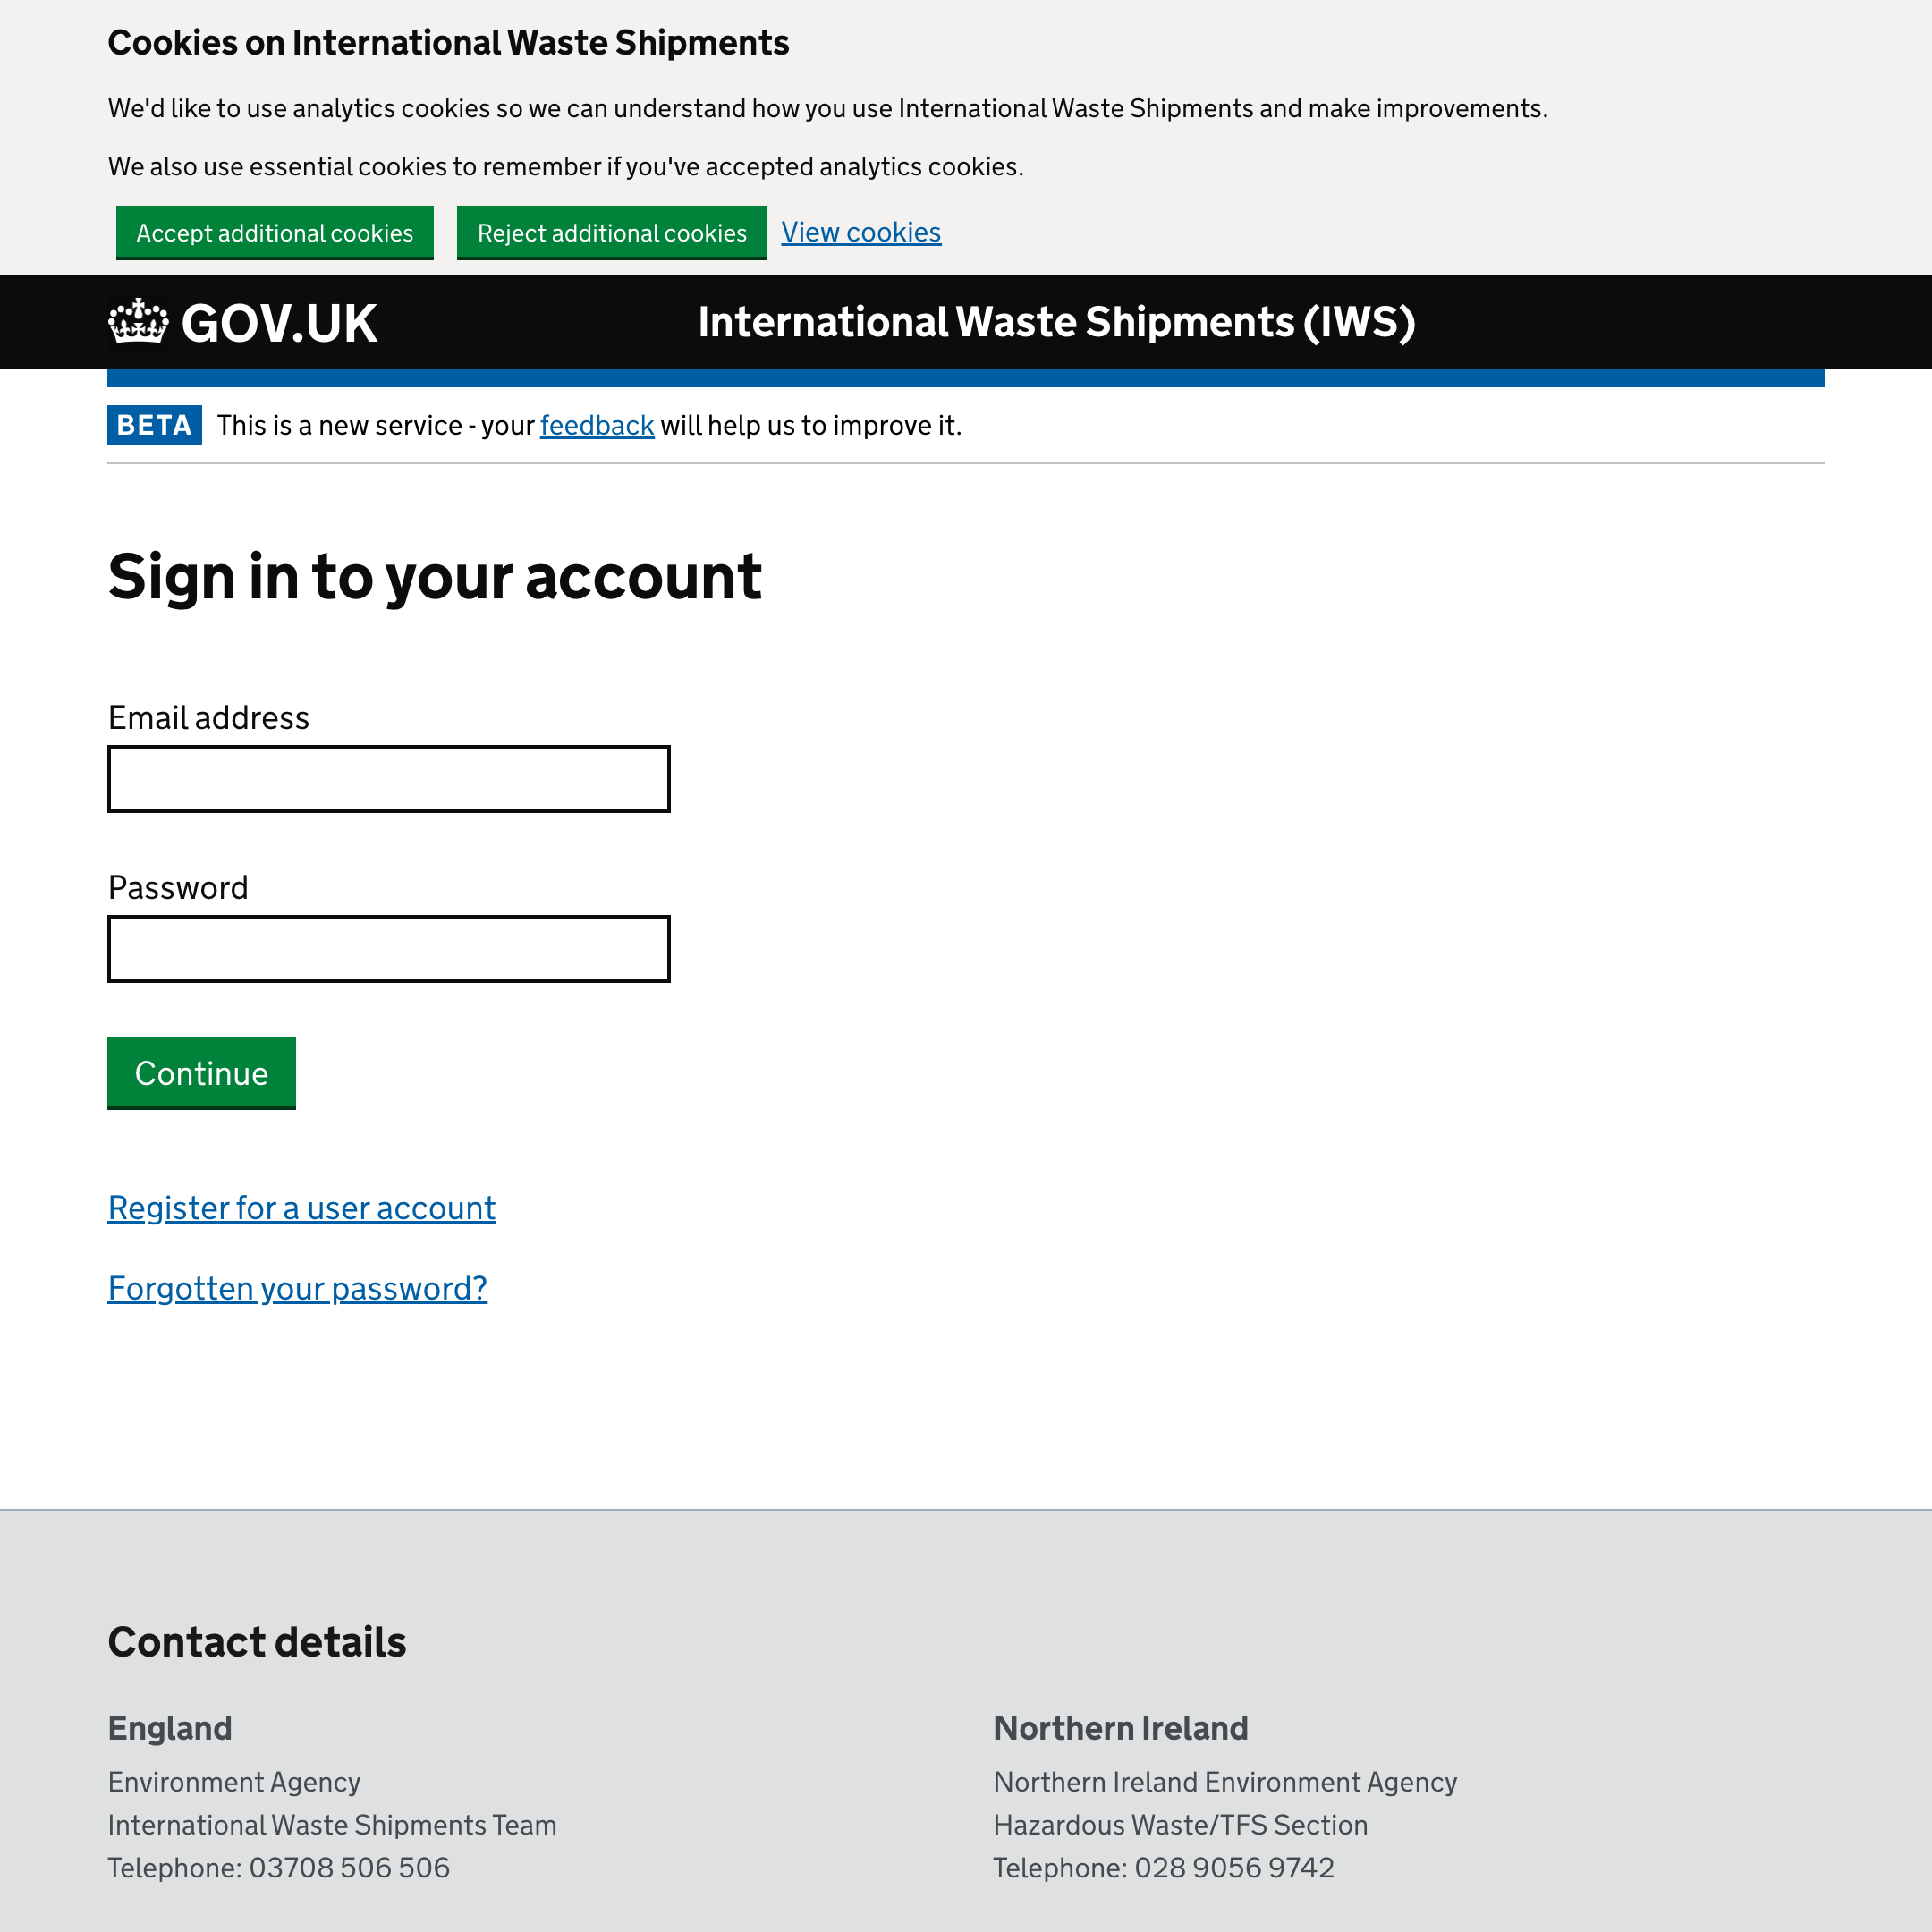 Cookies on International Waste Shipments
We'd like to use analytics cookies so we can understand how you use International Waste Shipments and make improvements.
We also use essential cookies to remember if you've accepted analytics cookies.
Accept additional cookies Reject additional cookies View cookies
GOV.UK International Waste Shipments (IWS)
BETA This is a new service - your feedback will help us to improve it.
Sign in to your account
Email address
Password
Continue
Register for a user account
Forgotten your password?
Contact details
England
Environment Agency
International Waste Shipments Team
Telephone: 03708 506 506
Northern Ireland
Northern Ireland Environment Agency
Hazardous Waste/TFS Section
Telephone: 028 9056 9742